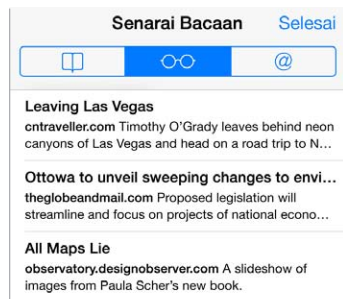 Senarai Bacaan Selesai
@
Leaving Las Vegas
cntraveller.com Timothy O'Grady leaves behind neon
canyons of Las Vegas and head on a road trip to N...
Ottowa to unveil sweeping changes to envi...
theglobeandmail.com Proposed legislation will
streamline and focus on projects of national econo...
All Maps Lie
observatory.designobserver.com A slideshow of
images from Paula Scher's new book.